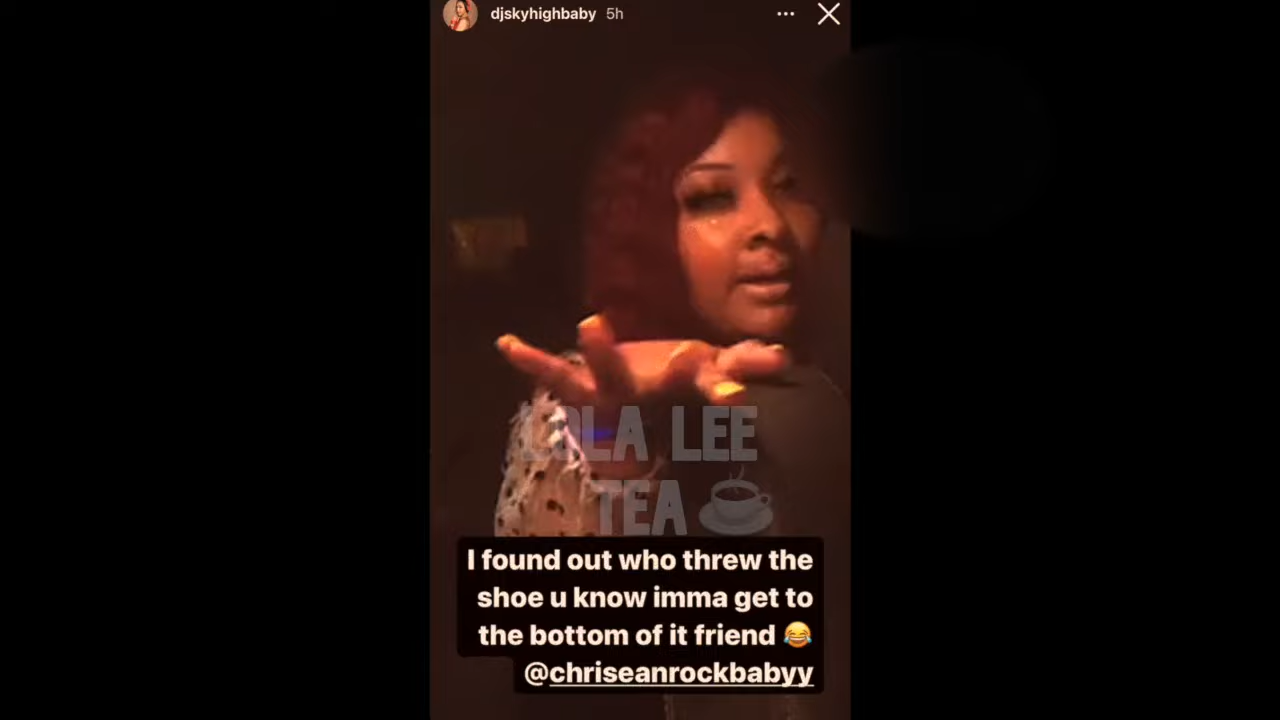 djskyhighbaby 5h
LOLA LEE
TEA
I found out who threw the
shoe u know imma get to
the bottom of it friend 😂
@chriseanrockbabyy